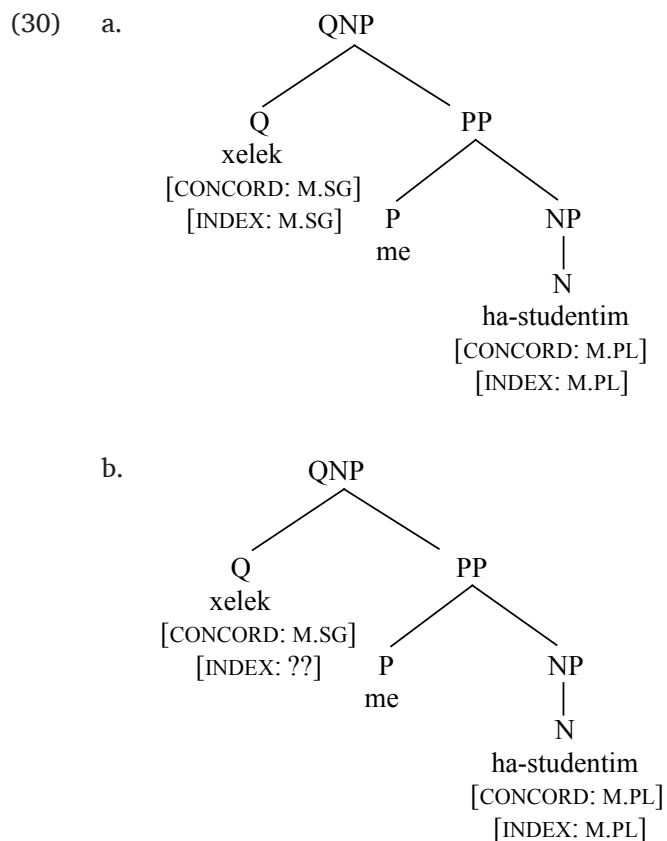 (30) a. QNP
Q PP
xelek
[CONCORD: M.SG]
[INDEX: M.SG] P NP
me
N
ha-studentim
[CONCORD: M.PL]
[INDEX: M.PL]
b. QNP
Q PP
xelek
[CONCORD: M.SG]
[INDEX: ??] P NP
me
N
ha-studentim
[CONCORD: M.PL]
[INDEX: M.PL]